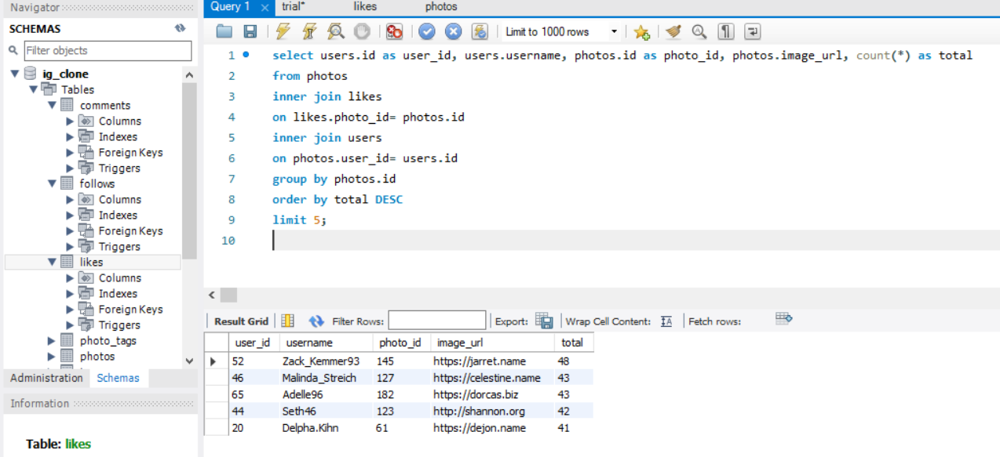 Navigator
SCHEMAS
Filter objects
ig_clone
Tables
comments
Columns
Indexes
Foreign Keys
Triggers
follows
Columns
Indexes
Foreign Keys
Triggers
likes
Columns
Indexes
Foreign Keys
Triggers
photo_tags
photos
Administration Schemas
Information
Table: likes
Query 1 trial* likes photos
Limit to 1000 rows
1 select users.id as user_id, users.username, photos.id as photo_id, photos.image_url, count(*) as total
2 from photos
3 inner join likes
4 on likes.photo_id= photos.id
5 inner join users
6 on photos.user_id= users.id
7 group by photos.id
8 order by total DESC
9 limit 5;
10
Result Grid Filter Rows: Export: Wrap Cell Content: IA Fetch rows:
user_id username photo_id image_url total
52 Zack_Kemmer93 145 https://jarret.name 48
46 Malinda_Streich 127 https://celestine.name 43
65 Adelle96 182 https://dorcas.biz 43
44 Seth46 123 http://shannon.org 42
20 Delpha.Kihn 61 https://dejon.name 41